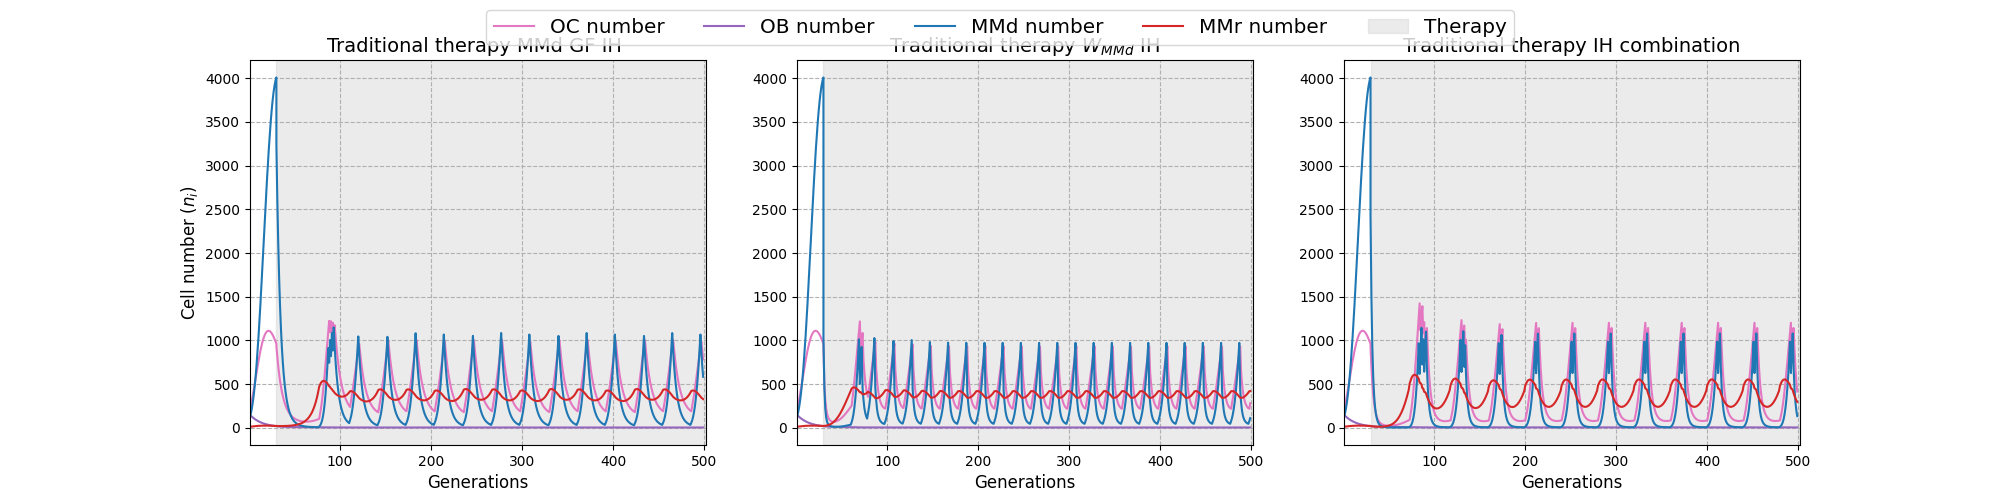 OC number OB number MMd number MMr number Therapy
Traditional therapy MMd GF IH
Traditional therapy W_MMd IH
Traditional therapy IH combination
Cell number (n_i)
4000
3500
3000
2500
2000
1500
1000
500
0
100 200 300 400 500
Generations
4000
3500
3000
2500
2000
1500
1000
500
0
100 200 300 400 500
Generations
4000
3500
3000
2500
2000
1500
1000
500
0
100 200 300 400 500
Generations